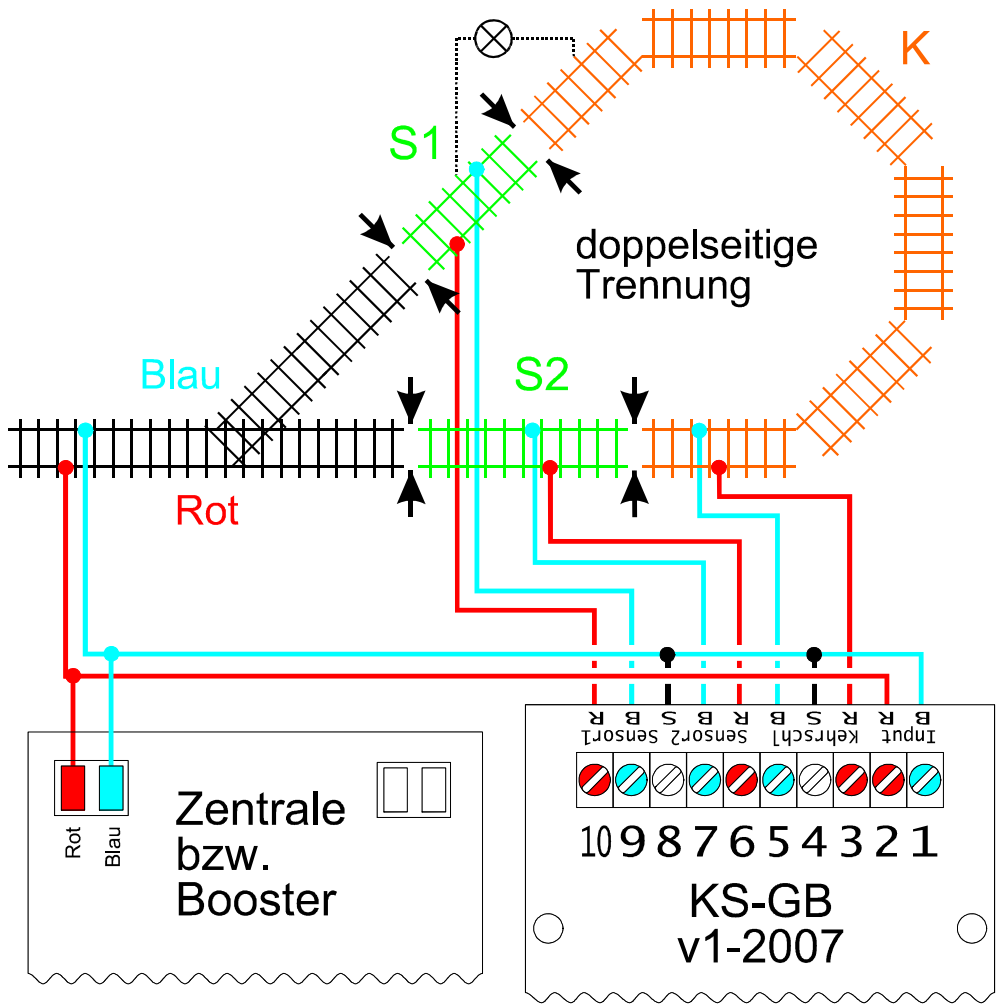 K
S1
doppelseitige
Trennung
Blau
S2
Rot
R B S B R B S R R B
Sensor1 Sensor2 Kehrschl Input
Rot Blau
Zentrale
bzw.
Booster
10 9 8 7 6 5 4 3 2 1
KS-GB
v1-2007